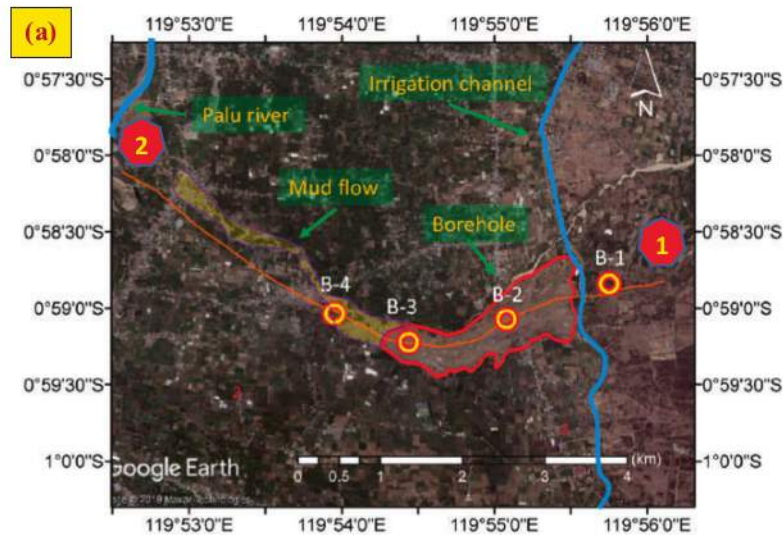 (a)
119°53'0"E 119°54'0"E 119°55'0"E 119°56'0"E
0°57'30"S
0°58'0"S
0°58'30"S
0°59'0"S
0°59'30"S
1°0'0"S
Palu river
Irrigation channel
N
2
Mud flow
Borehole
1
B-1
B-2
B-3
B-4
0°57'30"S
0°58'0"S
0°58'30"S
0°59'0"S
0°59'30"S
1°0'0"S
Google Earth
(km)
0 0.5 1 2 3 4
119°53'0"E 119°54'0"E 119°55'0"E 119°56'0"E